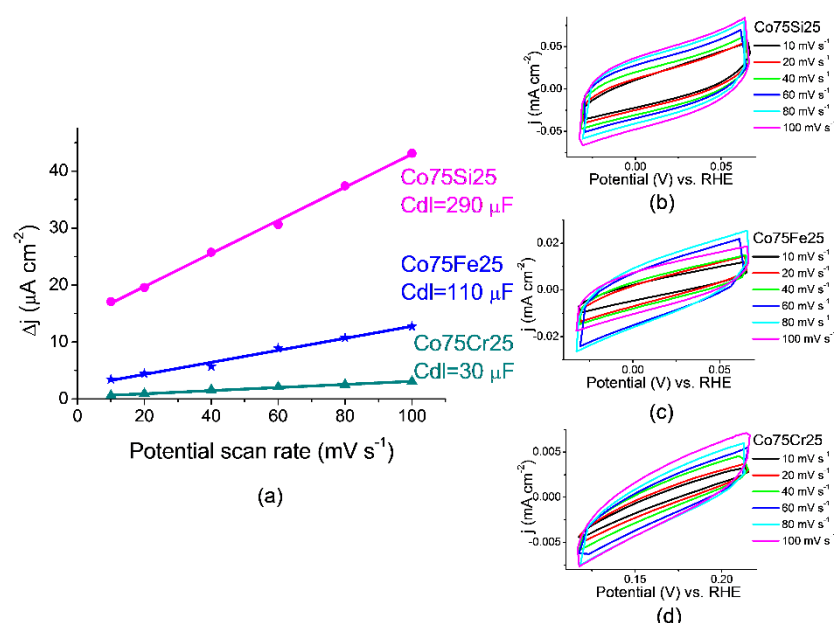 40
30
20
10
0
Δj (μA cm⁻²)
0
20
40
60
80
100
Potential scan rate (mV s⁻¹)
Co75Si25
Cdl=290 μF
Co75Fe25
Cdl=110 μF
Co75Cr25
Cdl=30 μF
(a)
0.05
0.00
-0.05
j (mA cm⁻²)
0.00
0.05
Potential (V) vs. RHE
Co75Si25
10 mV s⁻¹
20 mV s⁻¹
40 mV s⁻¹
60 mV s⁻¹
80 mV s⁻¹
100 mV s⁻¹
(b)
0.02
0.00
-0.02
j (mA cm⁻²)
0.00
0.05
Potential (V) vs. RHE
Co75Fe25
10 mV s⁻¹
20 mV s⁻¹
40 mV s⁻¹
60 mV s⁻¹
80 mV s⁻¹
100 mV s⁻¹
(c)
0.005
0.000
-0.005
j (mA cm⁻²)
0.15
0.20
Potential (V) vs. RHE
Co75Cr25
10 mV s⁻¹
20 mV s⁻¹
40 mV s⁻¹
60 mV s⁻¹
80 mV s⁻¹
100 mV s⁻¹
(d)